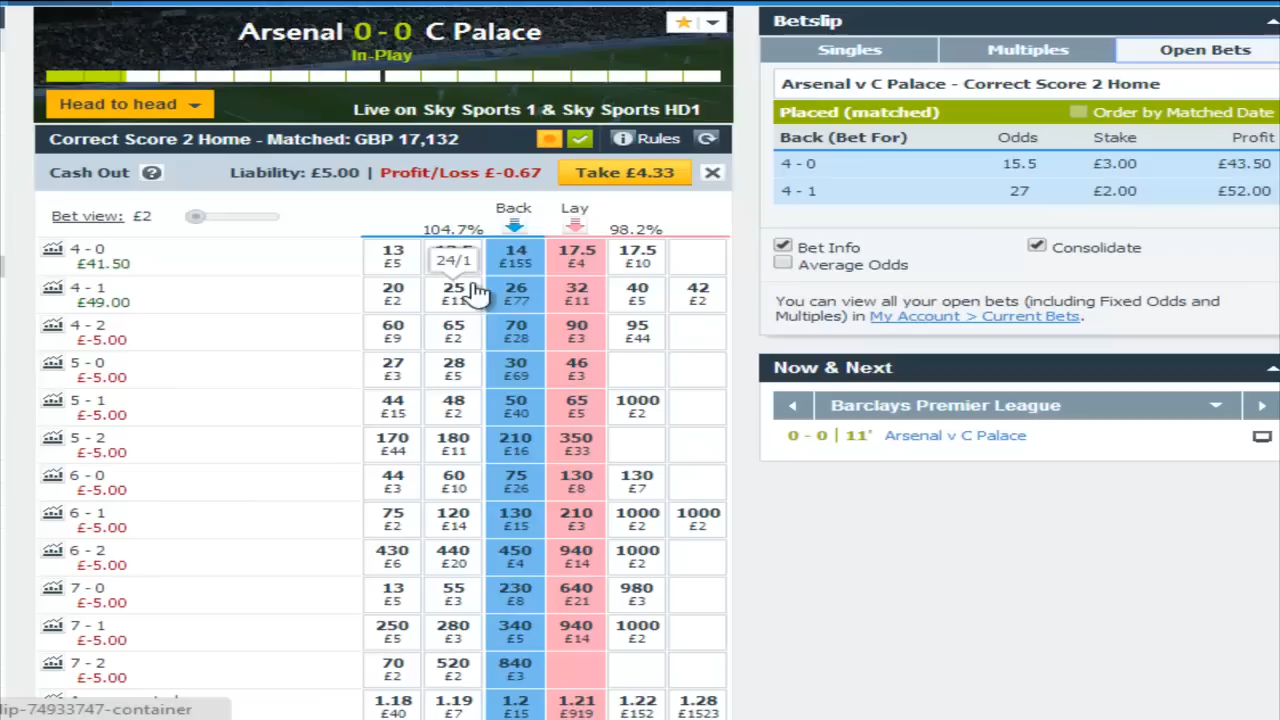 Arsenal 0 - 0 C Palace
In-Play
Head to head
Live on Sky Sports 1 & Sky Sports HD1
Correct Score 2 Home - Matched: GBP 17,132
Rules
Cash Out ? Liability: £5.00 | Profit/Loss £-0.67 Take £4.33
Bet view: £2
Back Lay
104.7% 98.2%
4 - 0 13 14 17.5 17.5
£41.50 £5 £155 £4 £10
24/1
4 - 1 20 25 26 32 40 42
£49.00 £2 £77 £11 £5 £2
4 - 2 60 65 70 90 95
£-5.00 £9 £2 £28 £3 £44
5 - 0 27 28 30 46
£-5.00 £3 £5 £69 £3
5 - 1 44 48 50 65 1000
£-5.00 £15 £2 £40 £5 £2
5 - 2 170 180 210 350
£-5.00 £44 £11 £16 £33
6 - 0 44 60 75 130 130
£-5.00 £3 £10 £26 £8 £7
6 - 1 75 120 130 210 1000 1000
£-5.00 £2 £14 £15 £3 £2 £2
6 - 2 430 440 450 940 1000
£-5.00 £6 £20 £4 £14 £2
7 - 0 13 55 230 640 980
£-5.00 £5 £3 £8 £21 £3
7 - 1 250 280 340 940 1000
£-5.00 £5 £3 £5 £14 £2
7 - 2 70 520 840
£-5.00 £2 £2 £3
1.18 1.19 1.2 1.21 1.22 1.28
£40 £7 £15 £919 £152 £1523
lip-74933747-container
Betslip
Singles Multiples Open Bets
Arsenal v C Palace - Correct Score 2 Home
Placed (matched) Order by Matched Date
Back (Bet For) Odds Stake Profit
4 - 0 15.5 £3.00 £43.50
4 - 1 27 £2.00 £52.00
Bet Info Consolidate
Average Odds
You can view all your open bets (including Fixed Odds and
Multiples) in My Account > Current Bets.
Now & Next
Barclays Premier League
0 - 0 | 11' Arsenal v C Palace